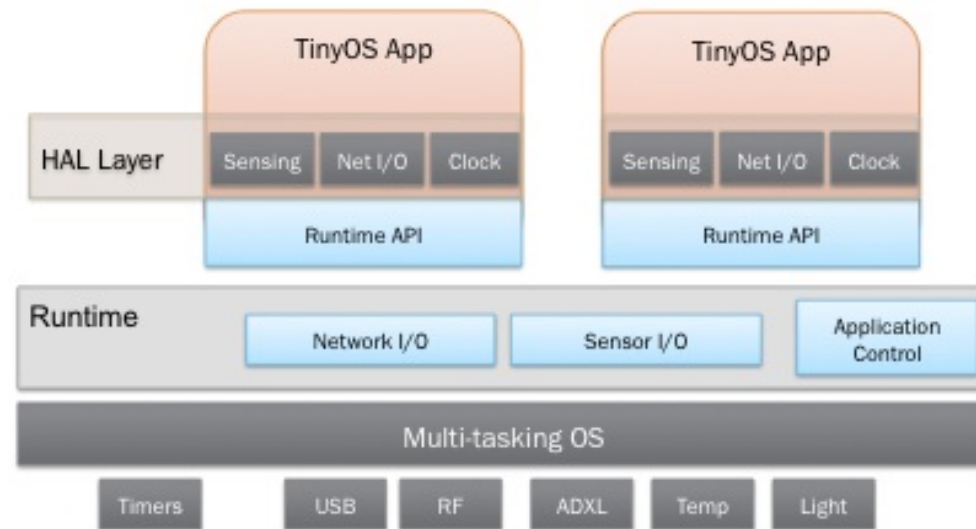 TinyOS App
TinyOS App
HAL Layer
Sensing
Net I/O
Clock
Sensing
Net I/O
Clock
Runtime API
Runtime API
Runtime
Network I/O
Sensor I/O
Application
Control
Multi-tasking OS
Timers
USB
RF
ADXL
Temp
Light